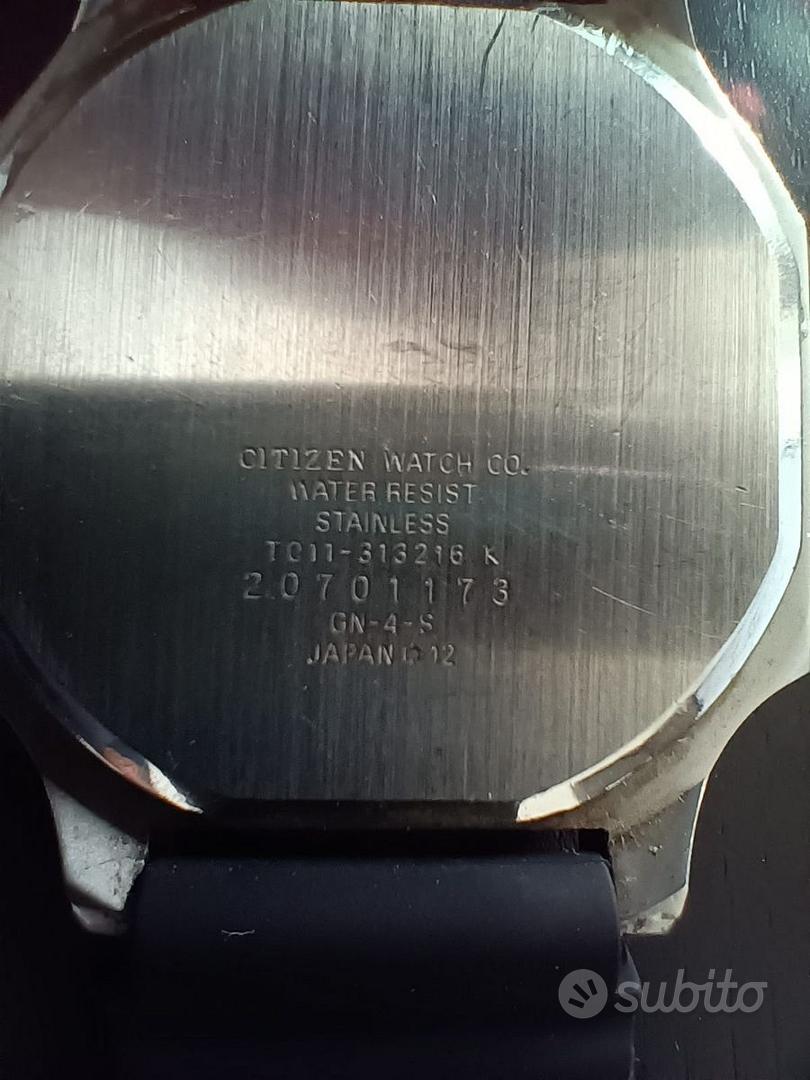 CITIZEN WATCH CO.
WATER RESIST
STAINLESS
TC11-313216 K
20701173
GN-4-S
JAPAN 12
subito